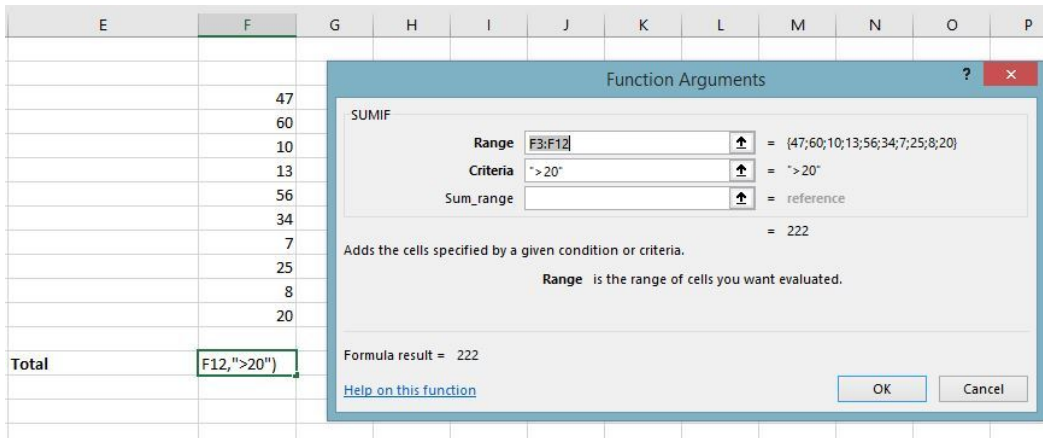 E F G H I J K L M N O P
Function Arguments ? ×
47
SUMIF
60
Range F3:F12 = {47;60;10;13;56;34;7;25;8;20}
10
Criteria ">20" = ">20"
13
Sum_range = reference
56
= 222
34
Adds the cells specified by a given condition or criteria.
7
Range is the range of cells you want evaluated.
25
8
20
Formula result = 222
Total F12,">20")
Help on this function OK Cancel